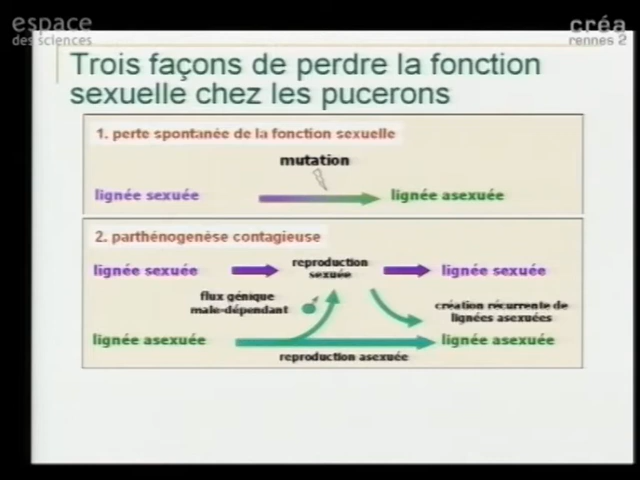 espace
des sciences
créa
rennes 2
Trois façons de perdre la fonction
sexuelle chez les pucerons
1. perte spontanée de la fonction sexuelle
mutation
lignée sexuée
lignée asexuée
2. parthénogenèse contagieuse
lignée sexuée
reproduction
sexuée
lignée sexuée
flux génique
male-dépendant
création récurrente de
lignées asexuées
lignée asexuée
lignée asexuée
reproduction asexuée